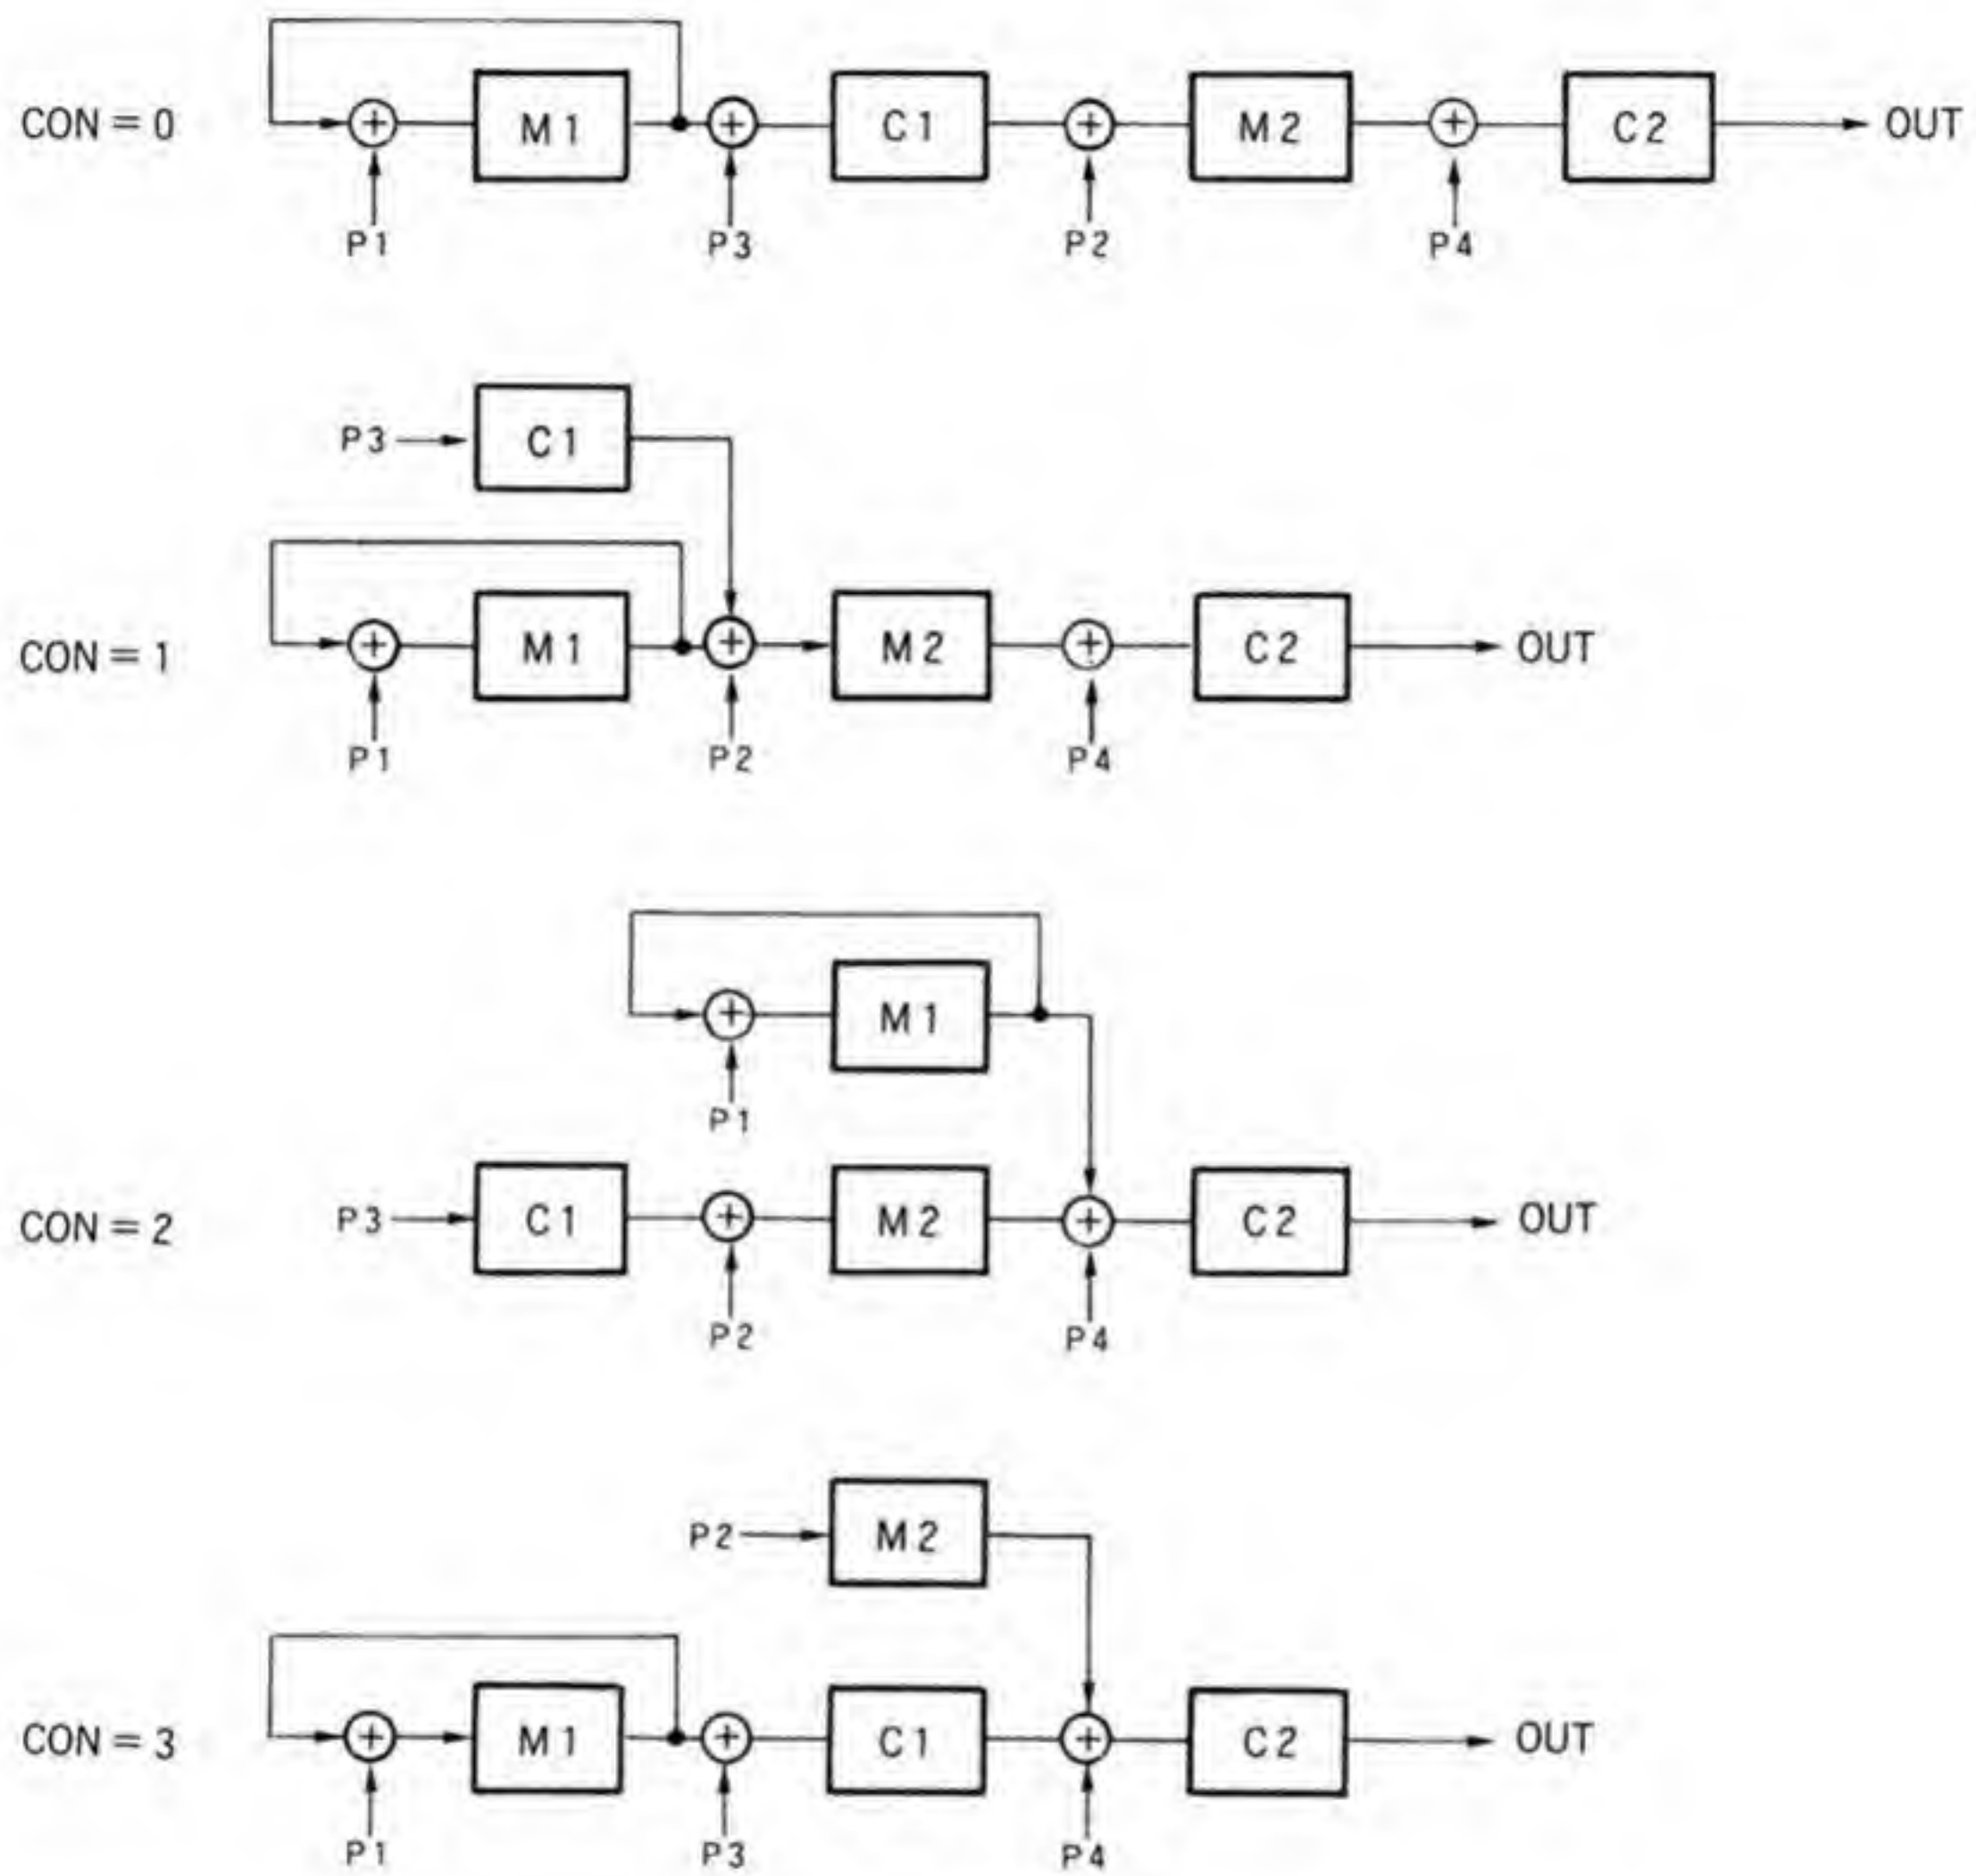 CON = 0 M1 C1 M2 C2 OUT
P1 P3 P2 P4
P3 C1
CON = 1 M1 M2 C2 OUT
P1 P2 P4
M1
P1
CON = 2 P3 C1 M2 C2 OUT
P2 P4
P2 M2
CON = 3 M1 C1 C2 OUT
P1 P3 P4